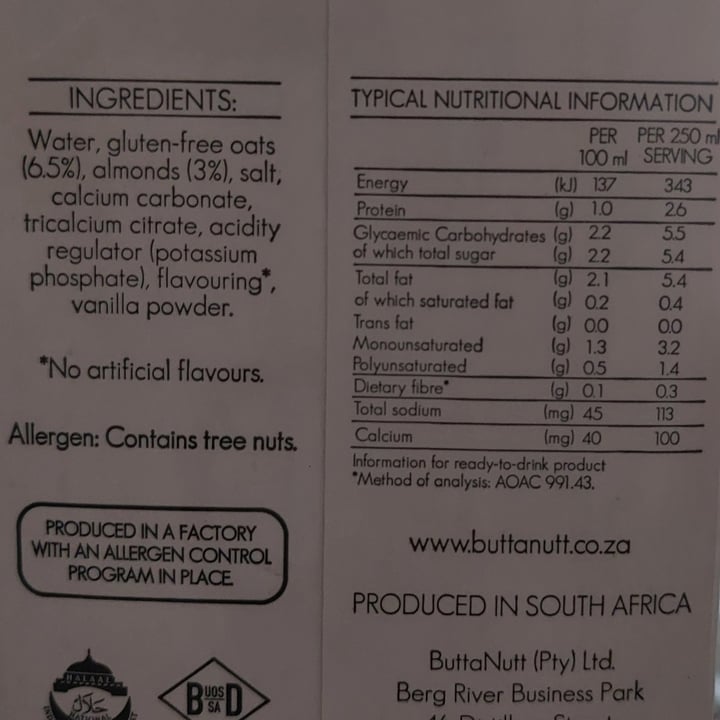 INGREDIENTS:
Water, gluten-free oats
(6.5%), almonds (3%), salt,
calcium carbonate,
tricalcium citrate, acidity
regulator (potassium
phosphate), flavouring*,
vanilla powder.
*No artificial flavours.
Allergen: Contains tree nuts.
PRODUCED IN A FACTORY
WITH AN ALLERGEN CONTROL
PROGRAM IN PLACE
HALAAL
حلال
NATIONAL
BUOSD
SA
TYPICAL NUTRITIONAL INFORMATION
PER PER 250 ml
100 ml SERVING
Energy (kJ) 137 343
Protein (g) 1.0 2.6
Glycaemic Carbohydrates (g) 2.2 5.5
of which total sugar (g) 2.2 5.4
Total fat (g) 2.1 5.4
of which saturated fat (g) 0.2 0.4
Trans fat (g) 0.0 0.0
Monounsaturated (g) 1.3 3.2
Polyunsaturated (g) 0.5 1.4
Dietary fibre* (g) 0.1 0.3
Total sodium (mg) 45 113
Calcium (mg) 40 100
Information for ready-to-drink product
*Method of analysis: AOAC 991.43.
www.buttanutt.co.za
PRODUCED IN SOUTH AFRICA
ButtaNutt (Pty) Ltd.
Berg River Business Park